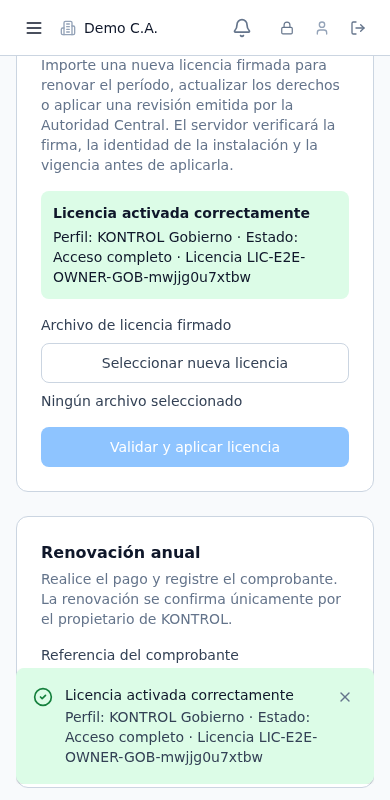 Demo C.A.
Importe una nueva licencia firmada para
renovar el período, actualizar los derechos
o aplicar una revisión emitida por la
Autoridad Central. El servidor verificará la
firma, la identidad de la instalación y la
vigencia antes de aplicarla.
Licencia activada correctamente
Perfil: KONTROL Gobierno · Estado:
Acceso completo · Licencia LIC-E2E-
OWNER-GOB-mwjjg0u7xtbw
Archivo de licencia firmado
Seleccionar nueva licencia
Ningún archivo seleccionado
Validar y aplicar licencia
Renovación anual
Realice el pago y registre el comprobante.
La renovación se confirma únicamente por
el propietario de KONTROL.
Referencia del comprobante
Licencia activada correctamente
Perfil: KONTROL Gobierno · Estado:
Acceso completo · Licencia LIC-E2E-
OWNER-GOB-mwjjg0u7xtbw